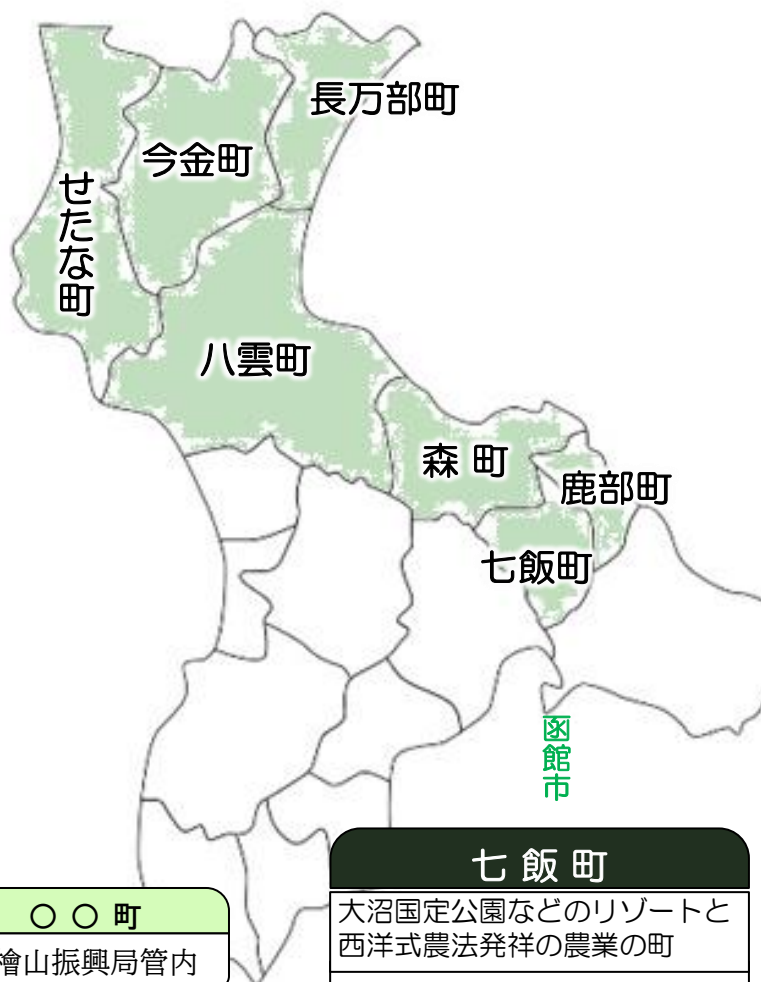 長万部町
今金町
せたな町
八雲町
森町
鹿部町
七飯町
函館市
七飯町
大沼国定公園などのリゾートと
西洋式農法発祥の農業の町
○○町
檜山振興局管内